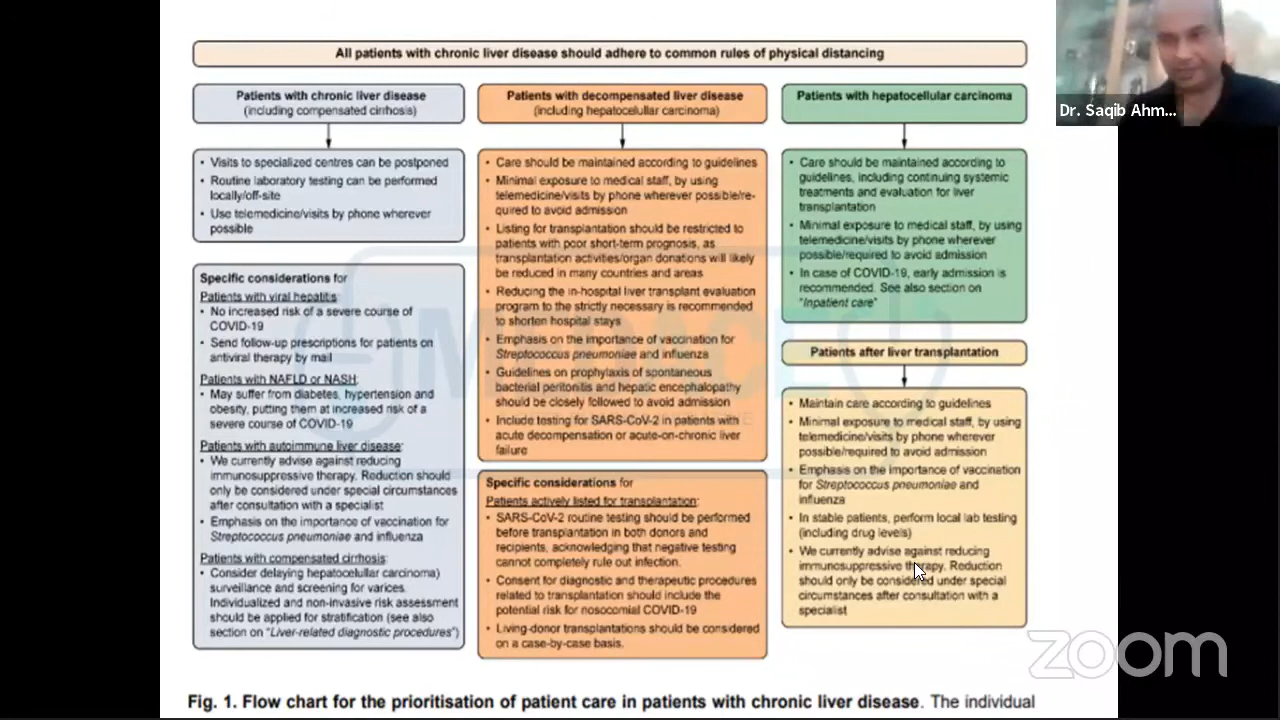 All patients with chronic liver disease should adhere to common rules of physical distancing
Patients with chronic liver disease
(including compensated cirrhosis)
• Visits to specialized centres can be postponed
• Routine laboratory testing can be performed
locally/off-site
• Use telemedicine/visits by phone wherever
possible
Specific considerations for
Patients with viral hepatitis:
• No increased risk of a severe course of
COVID-19
• Send follow-up prescriptions for patients on
antiviral therapy by mail
Patients with NAFLD or NASH:
• May suffer from diabetes, hypertension and
obesity, putting them at increased risk of a
severe course of COVID-19
Patients with autoimmune liver disease:
• We currently advise against reducing
immunosuppressive therapy. Reduction should
only be considered under special circumstances
after consultation with a specialist
• Emphasis on the importance of vaccination for
Streptococcus pneumoniae and influenza
Patients with compensated cirrhosis:
• Consider delaying hepatocelullar carcinoma)
surveillance and screening for varices.
Individualized and non-invasive risk assessment
should be applied for stratification (see also
section on "Liver-related diagnostic procedures")
Patients with decompensated liver disease
(including hepatocellular carcinoma)
• Care should be maintained according to guidelines
• Minimal exposure to medical staff, by using
telemedicine/visits by phone wherever possible/re-
quired to avoid admission
• Listing for transplantation should be restricted to
patients with poor short-term prognosis, as
transplantation activities/organ donations will likely
be reduced in many countries and areas
• Reducing the in-hospital liver transplant evaluation
program to the strictly necessary is recommended
to shorten hospital stays
• Emphasis on the importance of vaccination for
Streptococcus pneumoniae and influenza
• Guidelines on prophylaxis of spontaneous
bacterial peritonitis and hepatic encephalopathy
should be closely followed to avoid admission
• Include testing for SARS-CoV-2 in patients with
acute decompensation or acute-on-chronic liver
failure
Specific considerations for
Patients actively listed for transplantation:
• SARS-CoV-2 routine testing should be performed
before transplantation in both donors and
recipients, acknowledging that negative testing
cannot completely rule out infection.
• Consent for diagnostic and therapeutic procedures
related to transplantation should include the
potential risk for nosocomial COVID-19
• Living-donor transplantations should be considered
on a case-by-case basis.
Patients with hepatocellular carcinoma
• Care should be maintained according to
guidelines, including continuing systemic
treatments and evaluation for liver
transplantation
• Minimal exposure to medical staff, by using
telemedicine/visits by phone wherever
possible/required to avoid admission
• In case of COVID-19, early admission is
recommended. See also section on
"Inpatient care"
Patients after liver transplantation
• Maintain care according to guidelines
• Minimal exposure to medical staff, by using
telemedicine/visits by phone wherever
possible/required to avoid admission
• Emphasis on the importance of vaccination
for Streptococcus pneumoniae and
influenza
• In stable patients, perform local lab testing
(including drug levels)
• We currently advise against reducing
immunosuppressive therapy. Reduction
should only be considered under special
circumstances after consultation with a
specialist
Fig. 1. Flow chart for the prioritisation of patient care in patients with chronic liver disease. The individual
Dr. Saqib Ahm...
zoom